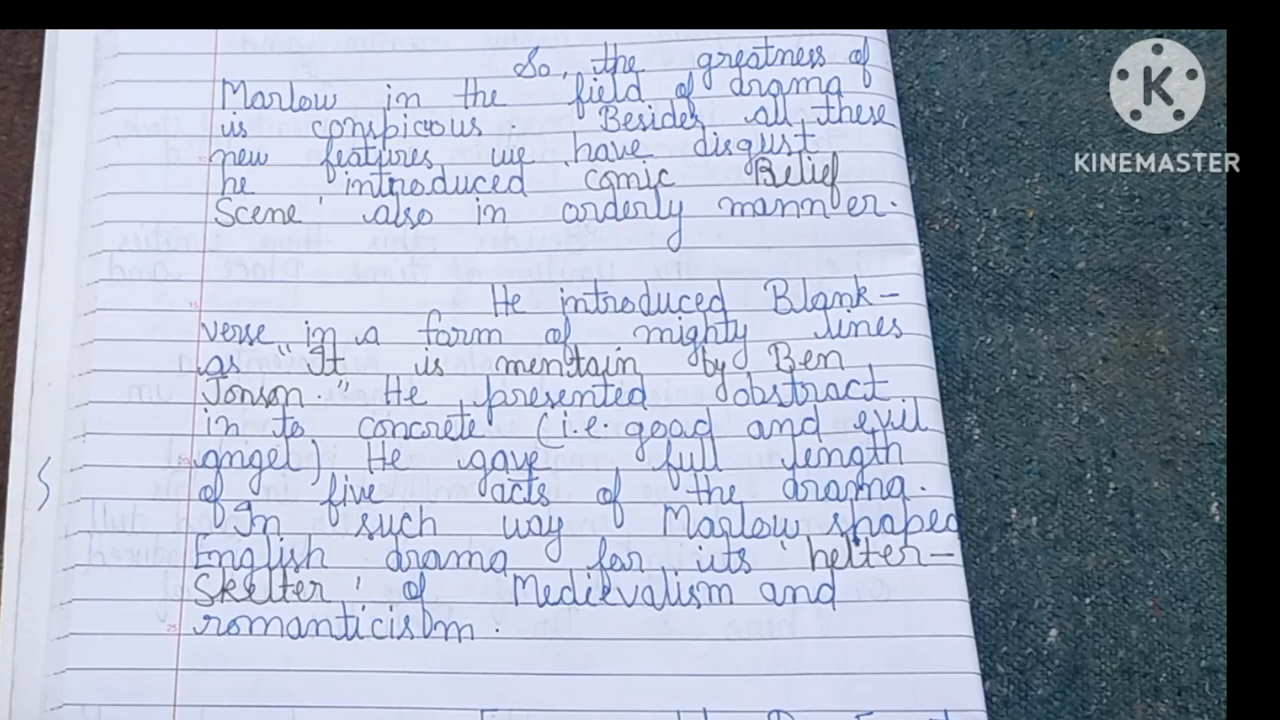 So, the greatness of
Marlow in the field of drama
is conspicous. Besides all these
new features, we have disgust
he introduced comic Relief
Scene' also in orderly manner.
He introduced Blank-
verse in a form of mighty lines
as "It is mentain by Ben
Jonson." He presented abstract
in to concrete (i.e. good and evil
angel) He gave full length
of five acts of the drama.
In such way Marlow shaped
English drama for its 'helter-
Skelter' of Medievalism and
romanticism.
K
KINEMASTER